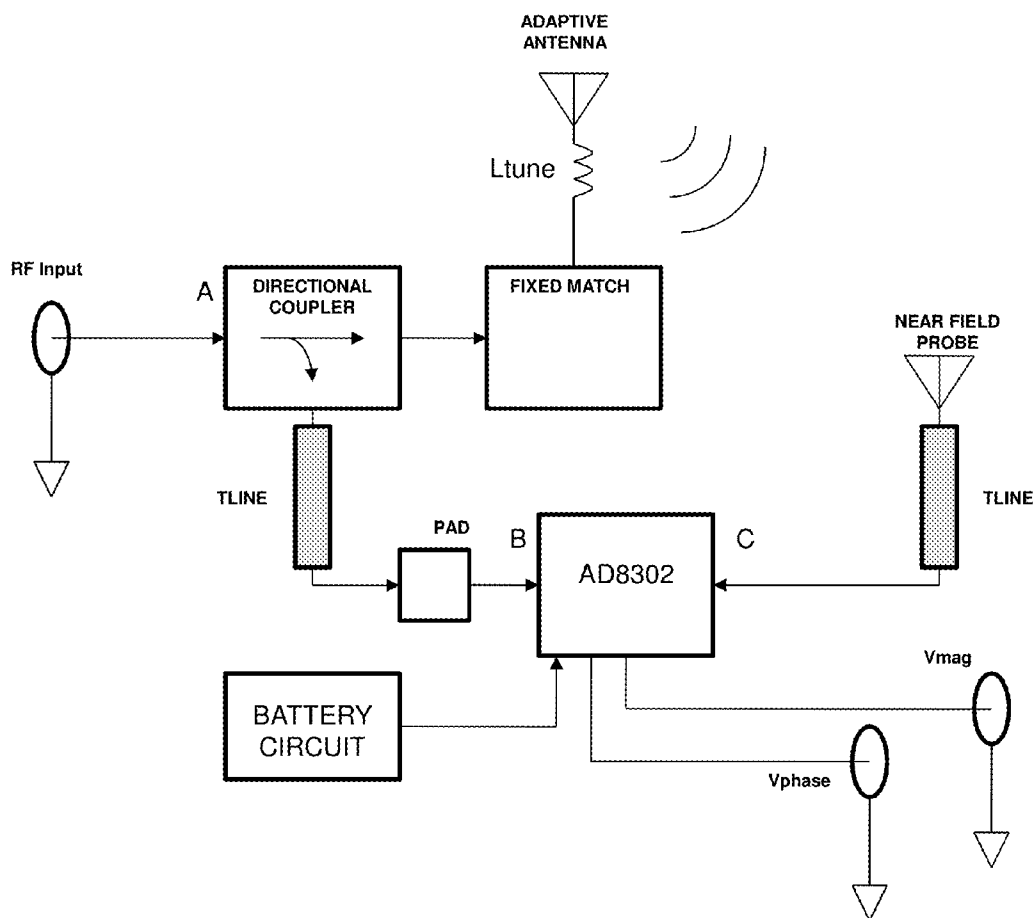 ADAPTIVE
ANTENNA
Ltune
RF Input
A
DIRECTIONAL
COUPLER
FIXED MATCH
NEAR FIELD
PROBE
TLINE
TLINE
PAD
B
C
AD8302
BATTERY
CIRCUIT
Vmag
Vphase